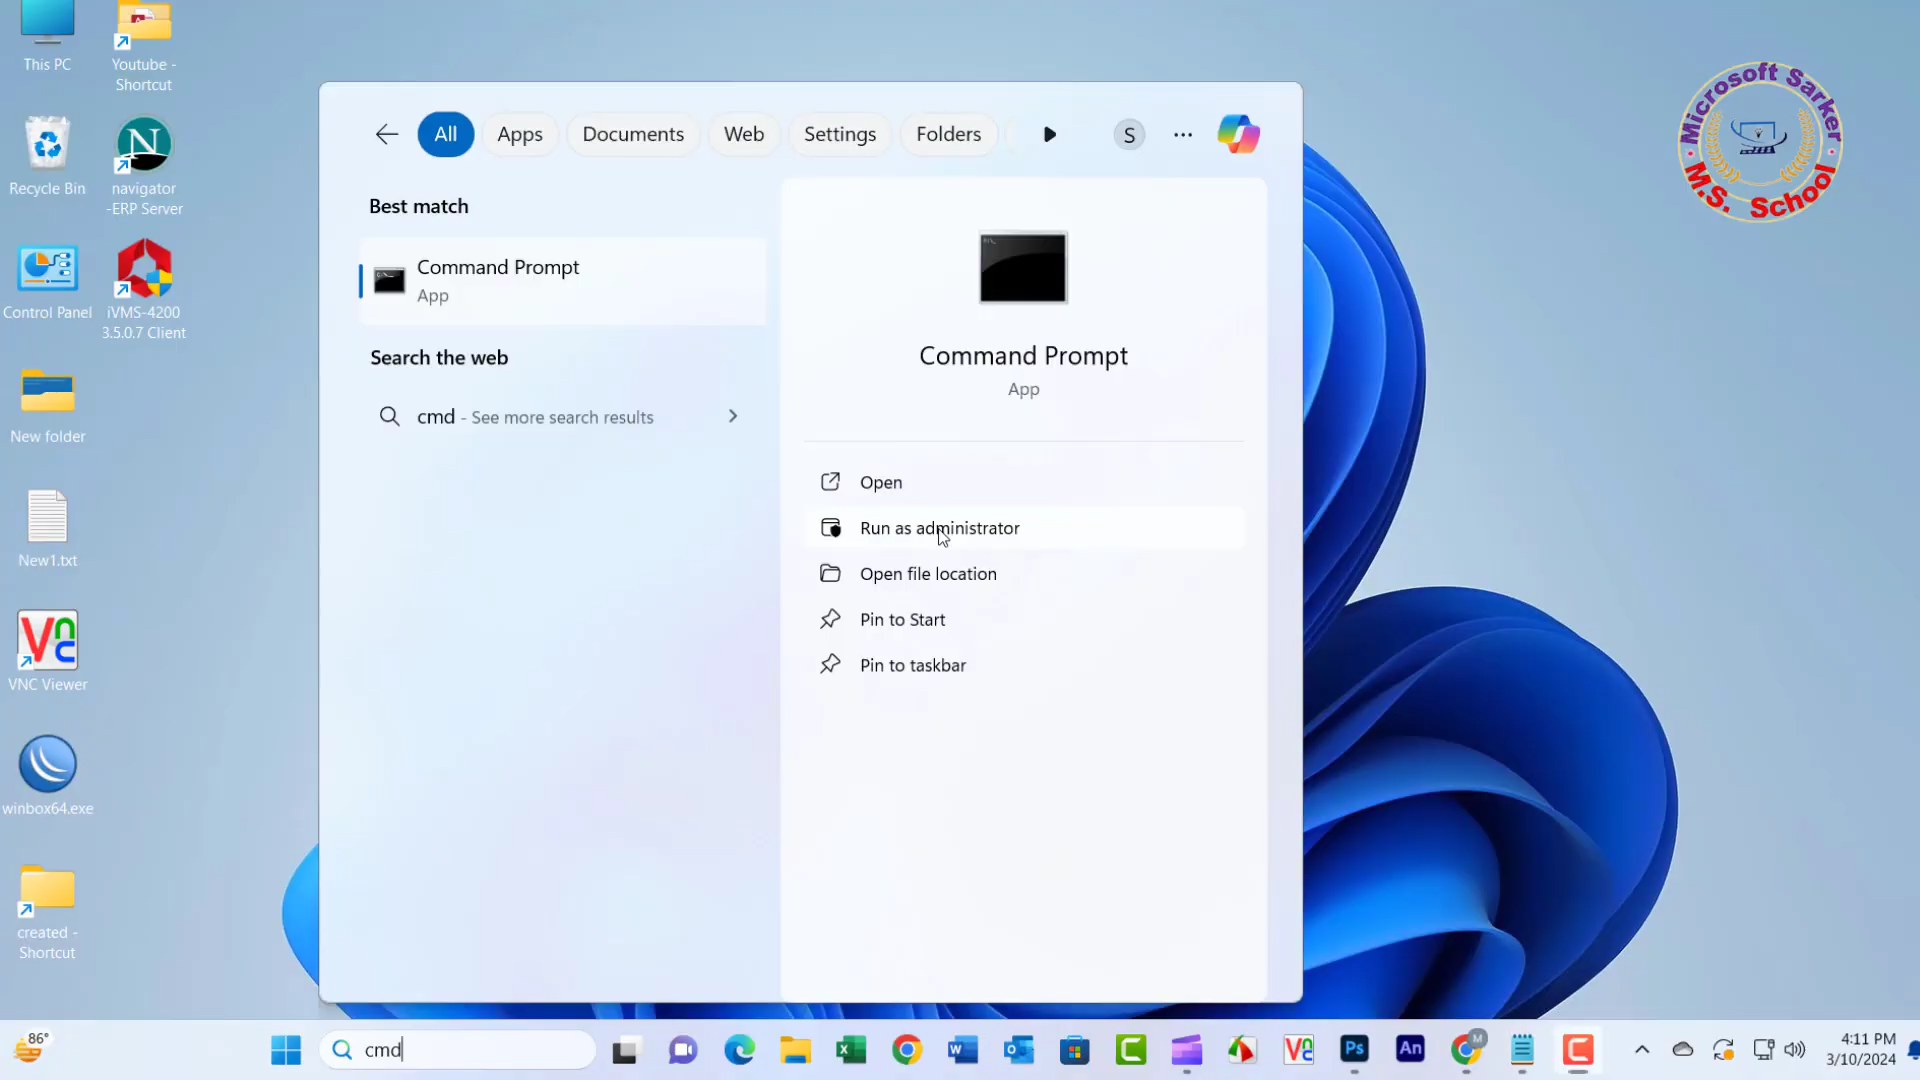 This PC
Youtube -
Shortcut
Recycle Bin
N
navigator
-ERP Server
Control Panel
iVMS-4200
3.5.0.7 Client
New folder
New1.txt
VNC
VNC Viewer
winbox64.exe
created -
Shortcut
All
Apps
Documents
Web
Settings
Folders
S
Best match
Command Prompt
App
Search the web
cmd - See more search results
Command Prompt
App
Open
Run as administrator
Open file location
Pin to Start
Pin to taskbar
Microsoft Sarker
M.S. School
86°
cmd
Ps
An
M
4:11 PM
3/10/2024